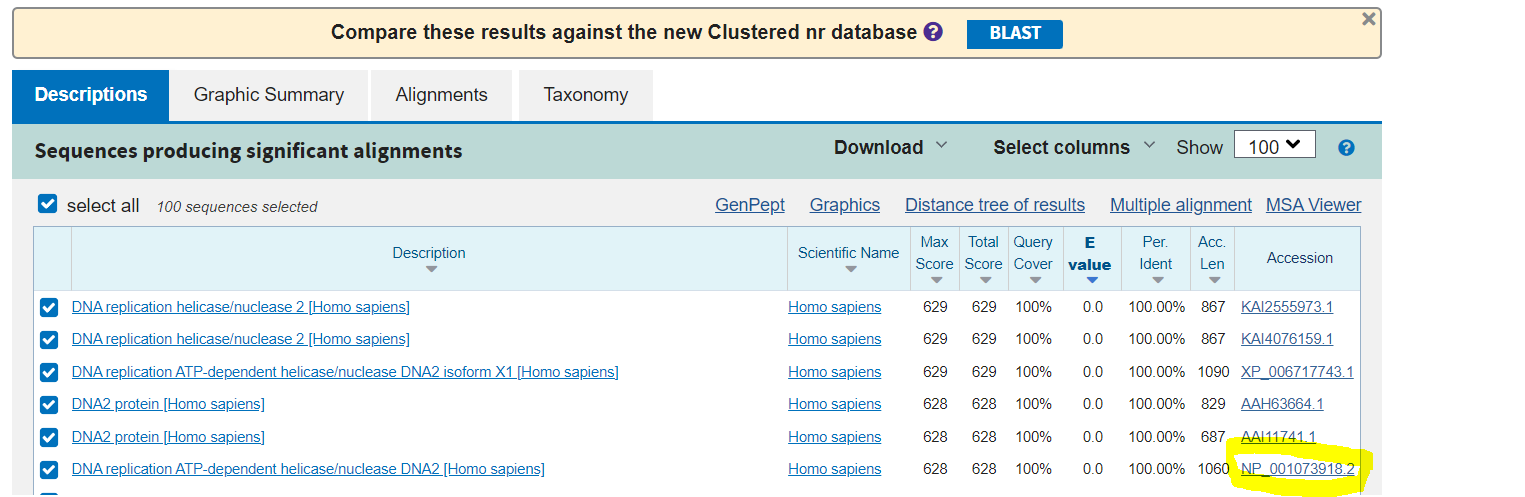 Compare these results against the new Clustered nr database ? BLAST
Descriptions Graphic Summary Alignments Taxonomy
Sequences producing significant alignments Download Select columns Show 100 ?
select all 100 sequences selected GenPept Graphics Distance tree of results Multiple alignment MSA Viewer
Description Scientific Name Max Score Total Score Query Cover E value Per. Ident Acc. Len Accession
DNA replication helicase/nuclease 2 [Homo sapiens] Homo sapiens 629 629 100% 0.0 100.00% 867 KAI2555973.1
DNA replication helicase/nuclease 2 [Homo sapiens] Homo sapiens 629 629 100% 0.0 100.00% 867 KAI4076159.1
DNA replication ATP-dependent helicase/nuclease DNA2 isoform X1 [Homo sapiens] Homo sapiens 629 629 100% 0.0 100.00% 1090 XP_006717743.1
DNA2 protein [Homo sapiens] Homo sapiens 628 628 100% 0.0 100.00% 829 AAH63664.1
DNA2 protein [Homo sapiens] Homo sapiens 628 628 100% 0.0 100.00% 687 AAI11741.1
DNA replication ATP-dependent helicase/nuclease DNA2 [Homo sapiens] Homo sapiens 628 628 100% 0.0 100.00% 1060 NP_001073918.2